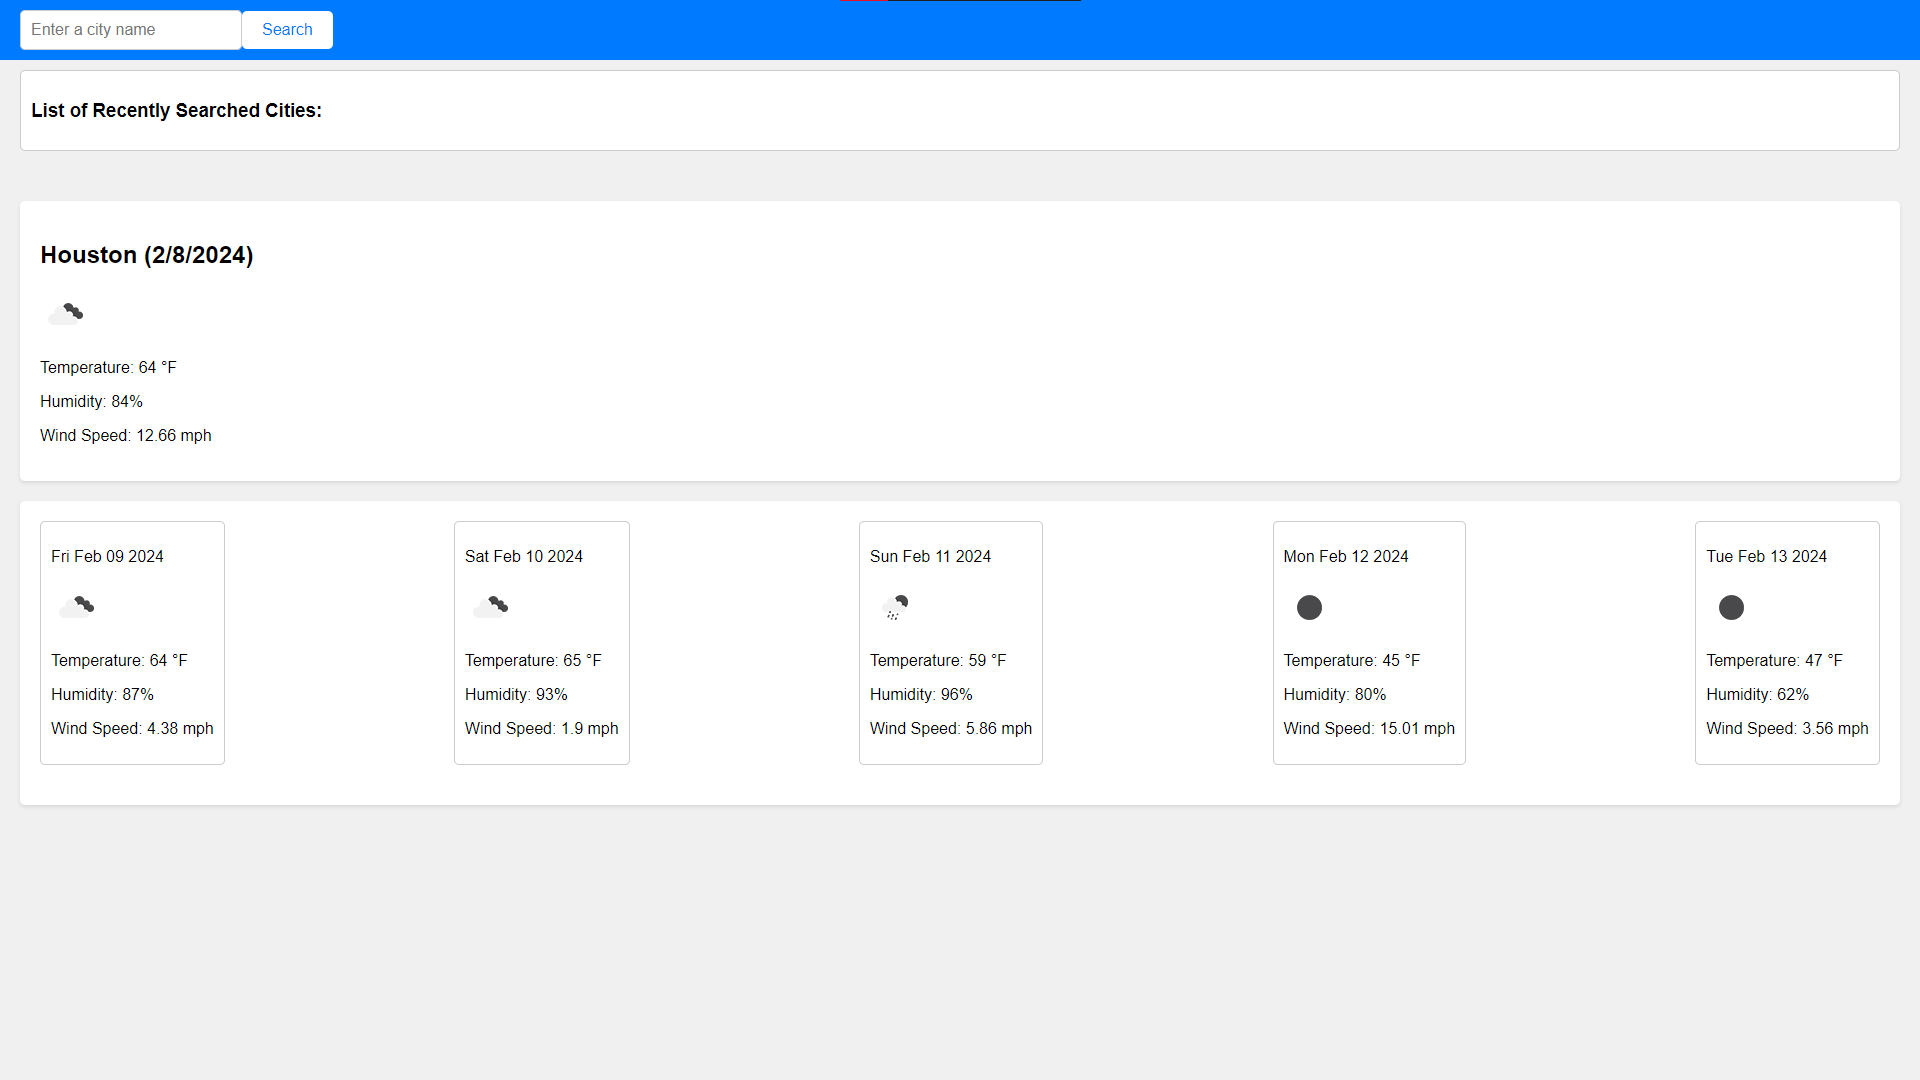 Enter a city name
Search
List of Recently Searched Cities:
Houston (2/8/2024)
Temperature: 64 °F
Humidity: 84%
Wind Speed: 12.66 mph
Fri Feb 09 2024
Temperature: 64 °F
Humidity: 87%
Wind Speed: 4.38 mph
Sat Feb 10 2024
Temperature: 65 °F
Humidity: 93%
Wind Speed: 1.9 mph
Sun Feb 11 2024
Temperature: 59 °F
Humidity: 96%
Wind Speed: 5.86 mph
Mon Feb 12 2024
Temperature: 45 °F
Humidity: 80%
Wind Speed: 15.01 mph
Tue Feb 13 2024
Temperature: 47 °F
Humidity: 62%
Wind Speed: 3.56 mph